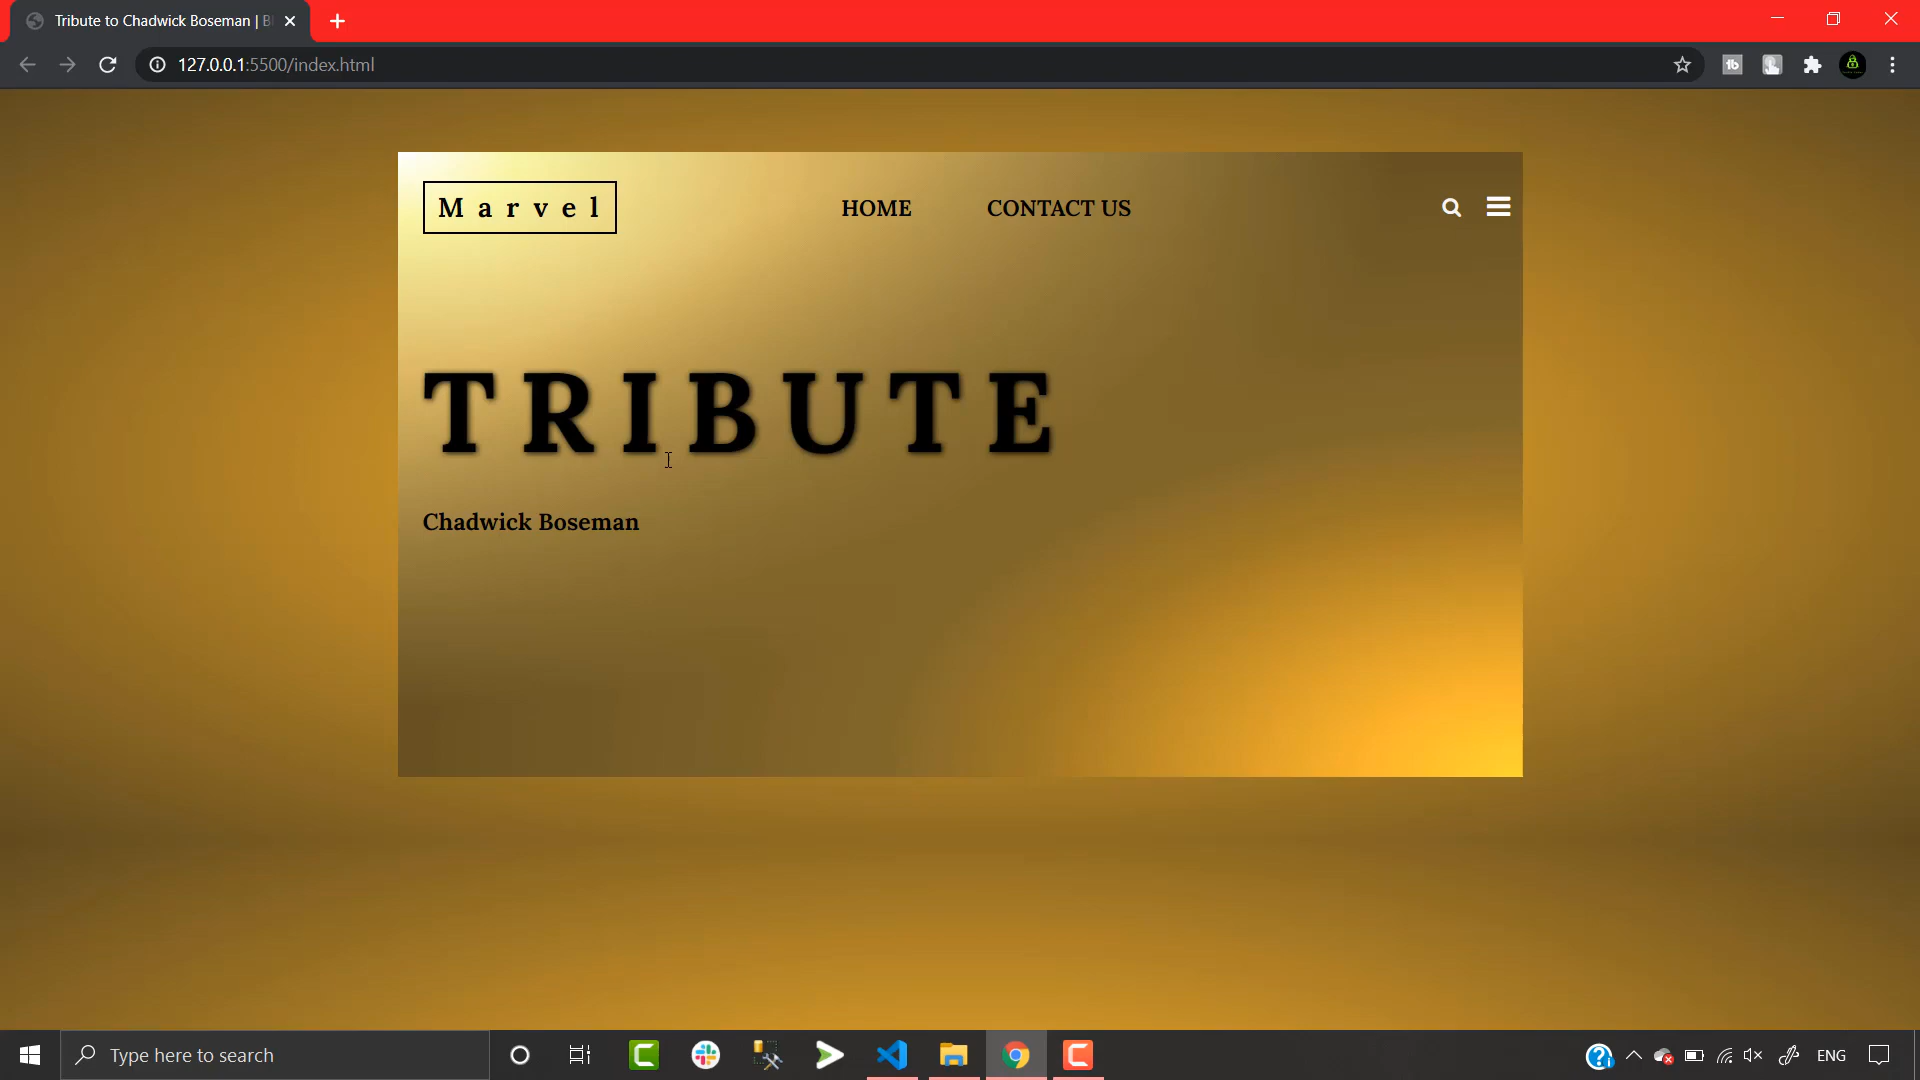 Tribute to Chadwick Boseman | B
127.0.0.1:5500/index.html
Marvel
HOME
CONTACT US
TRIBUTE
Chadwick Boseman
Type here to search
ENG